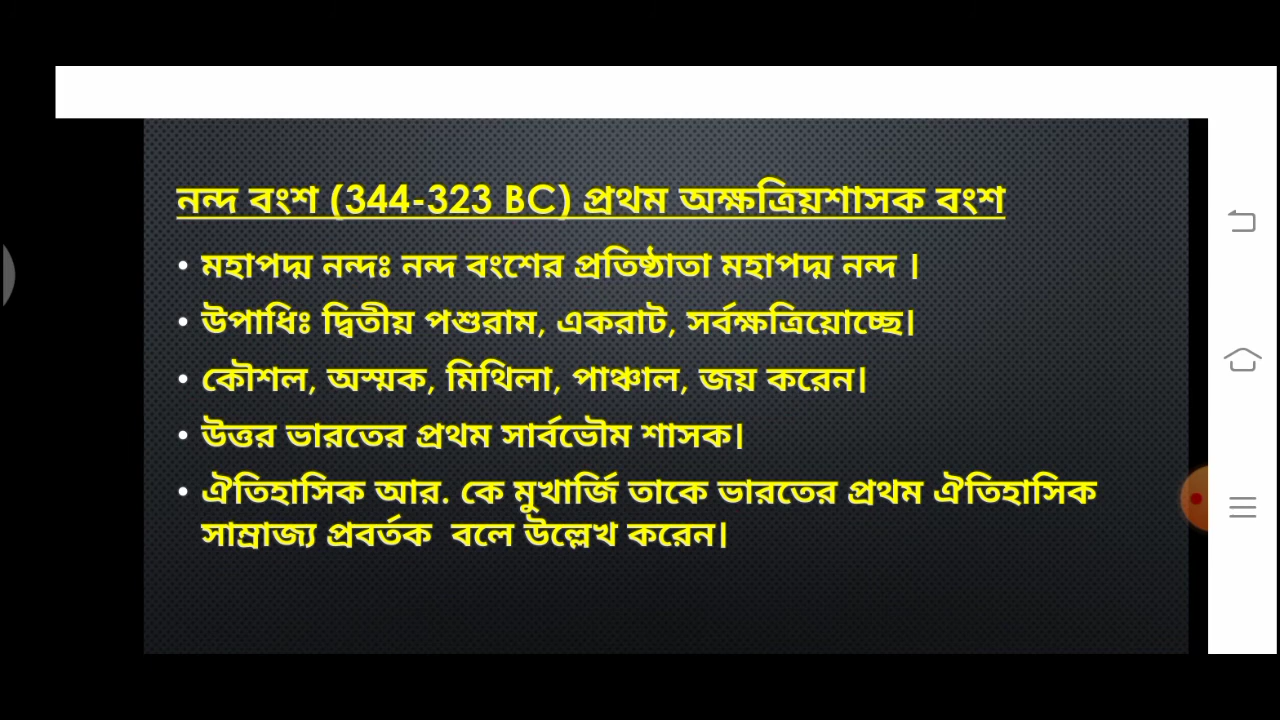 নন্দ বংশ (344-323 BC) প্রথম অক্ষত্রিয়শাসক বংশ
• মহাপদ্ম নন্দঃ নন্দ বংশের প্রতিষ্ঠাতা মহাপদ্ম নন্দ ।
• উপাধিঃ দ্বিতীয় পশুরাম, একরাট, সর্বক্ষত্রিয়োচ্ছে।
• কৌশল, অস্মক, মিথিলা, পাঞ্চাল, জয় করেন।
• উত্তর ভারতের প্রথম সার্বভৌম শাসক।
• ঐতিহাসিক আর. কে মুখার্জি তাকে ভারতের প্রথম ঐতিহাসিক
সাম্রাজ্য প্রবর্তক  বলে উল্লেখ করেন।